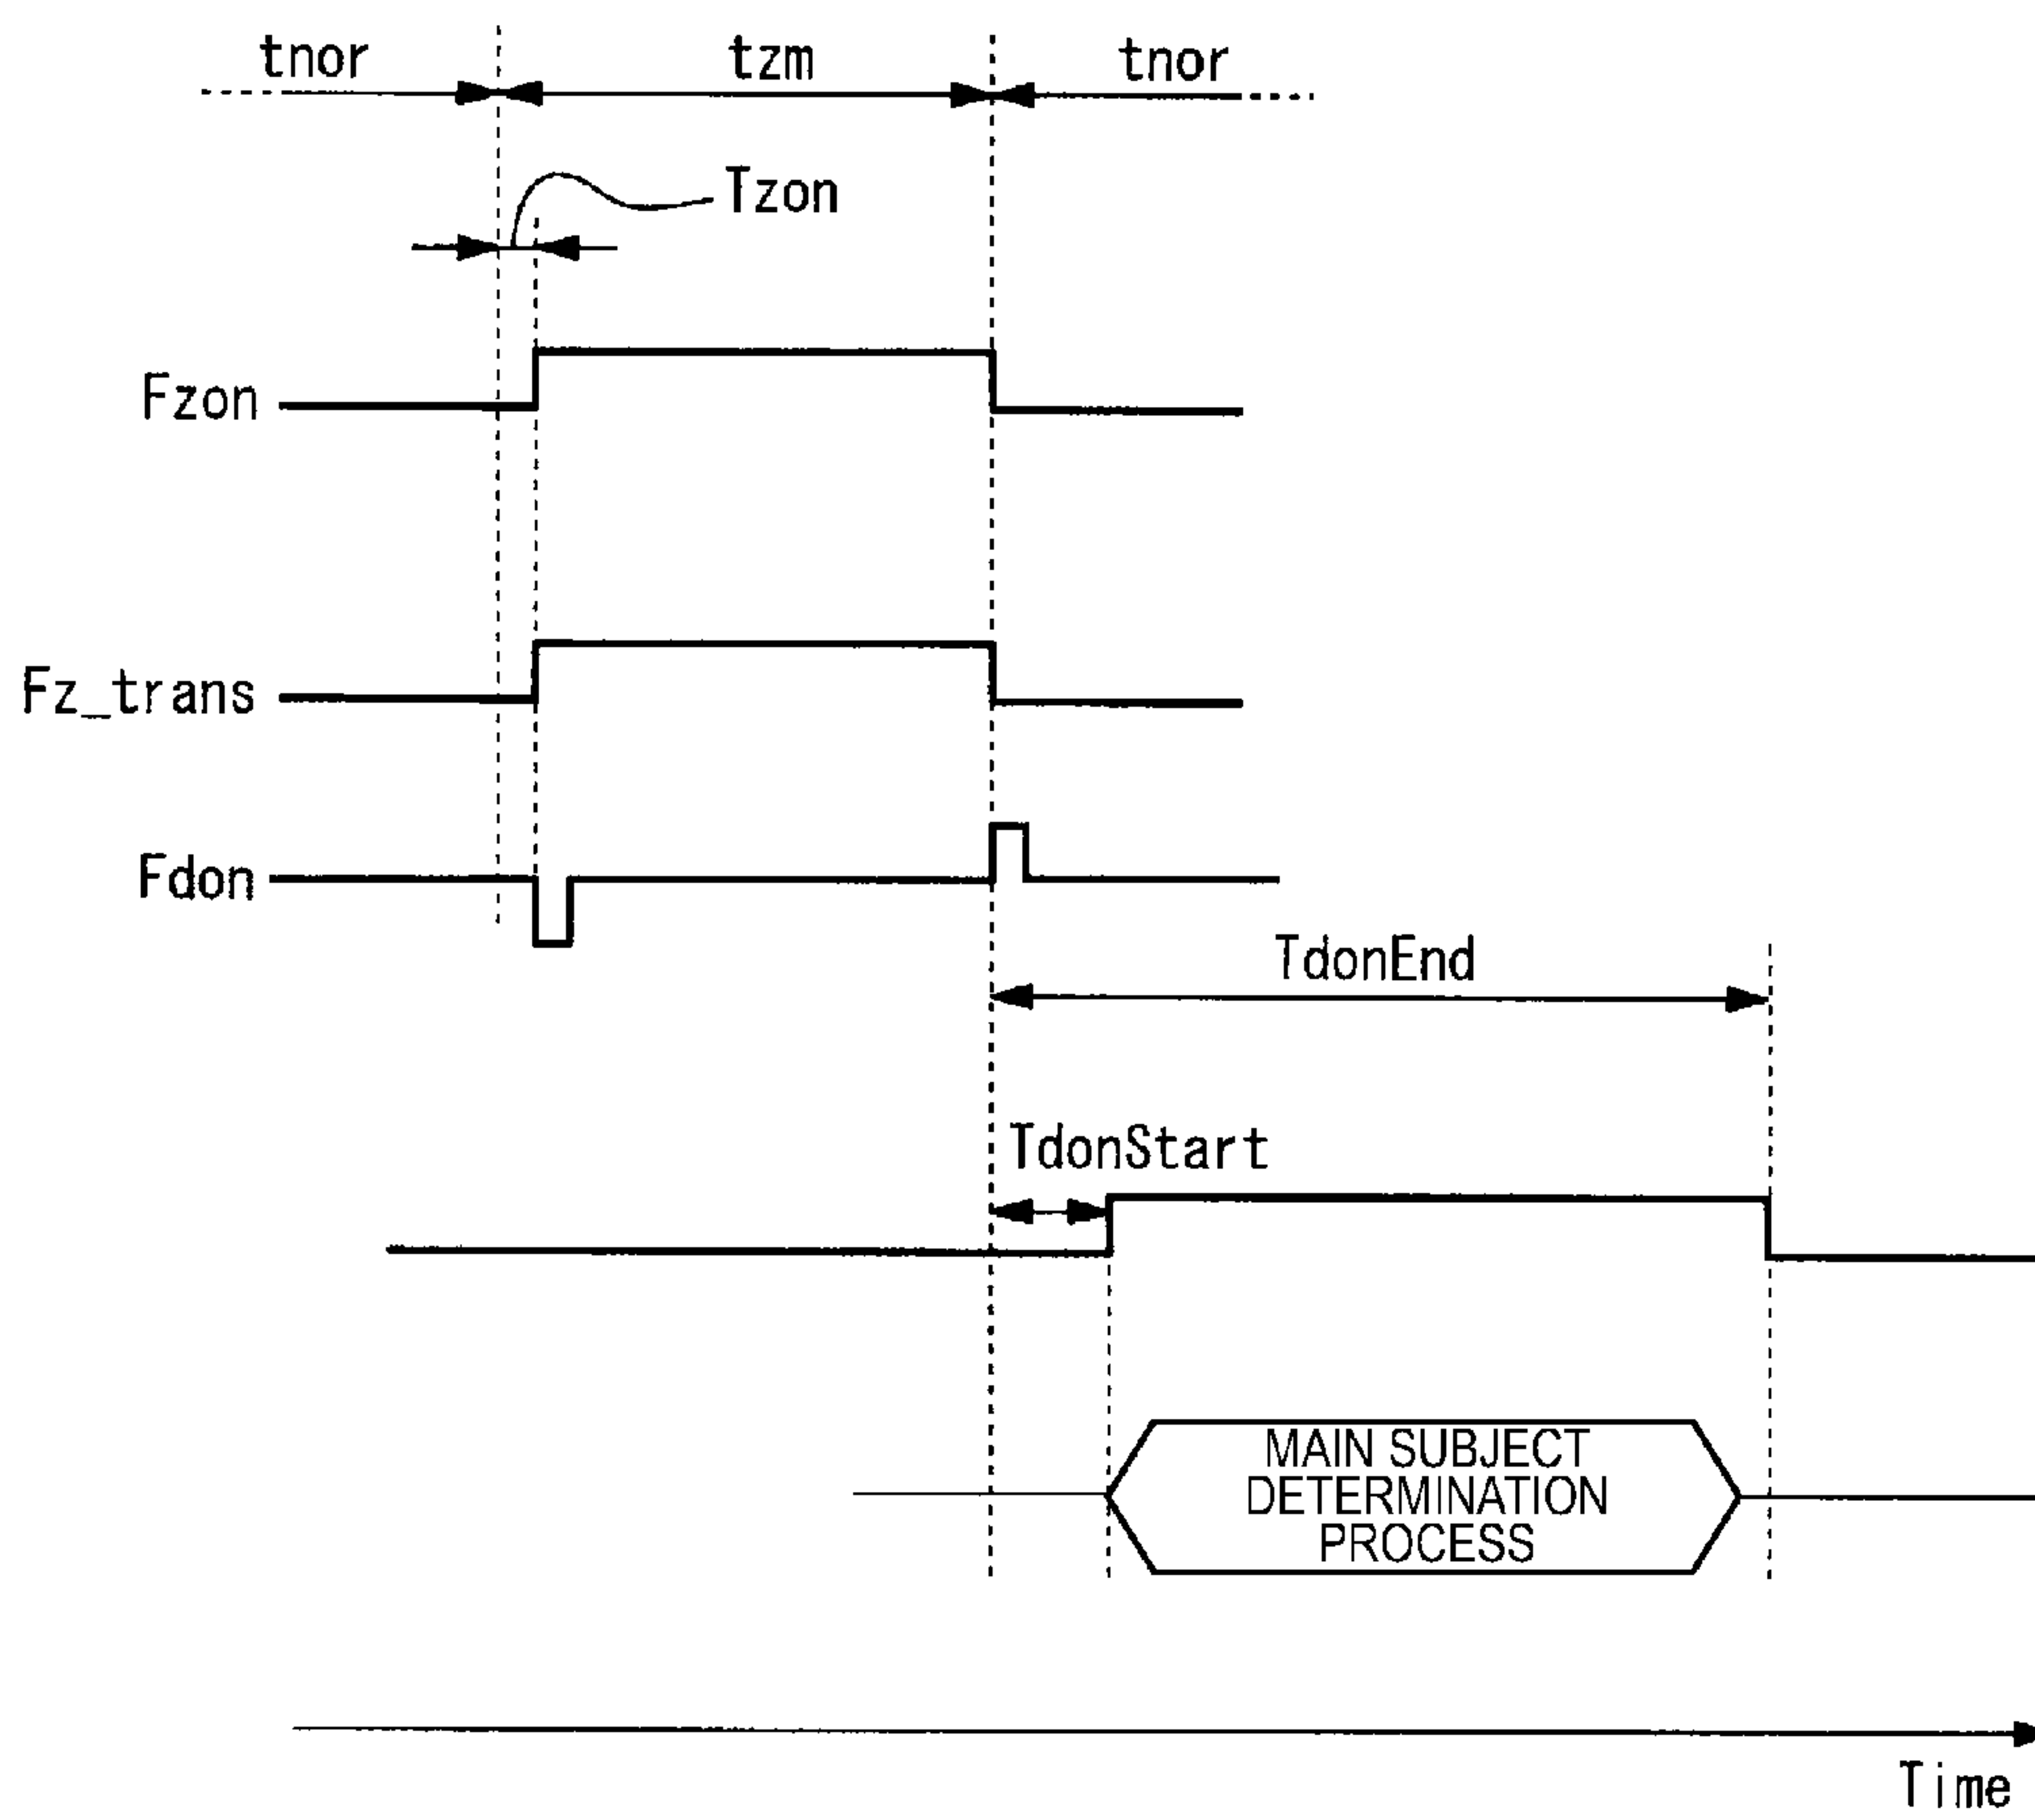 tnor tzm tnor
Tzon
Fzon
Fz_trans
Fdon
TdonEnd
TdonStart
MAIN SUBJECT
DETERMINATION
PROCESS
Time